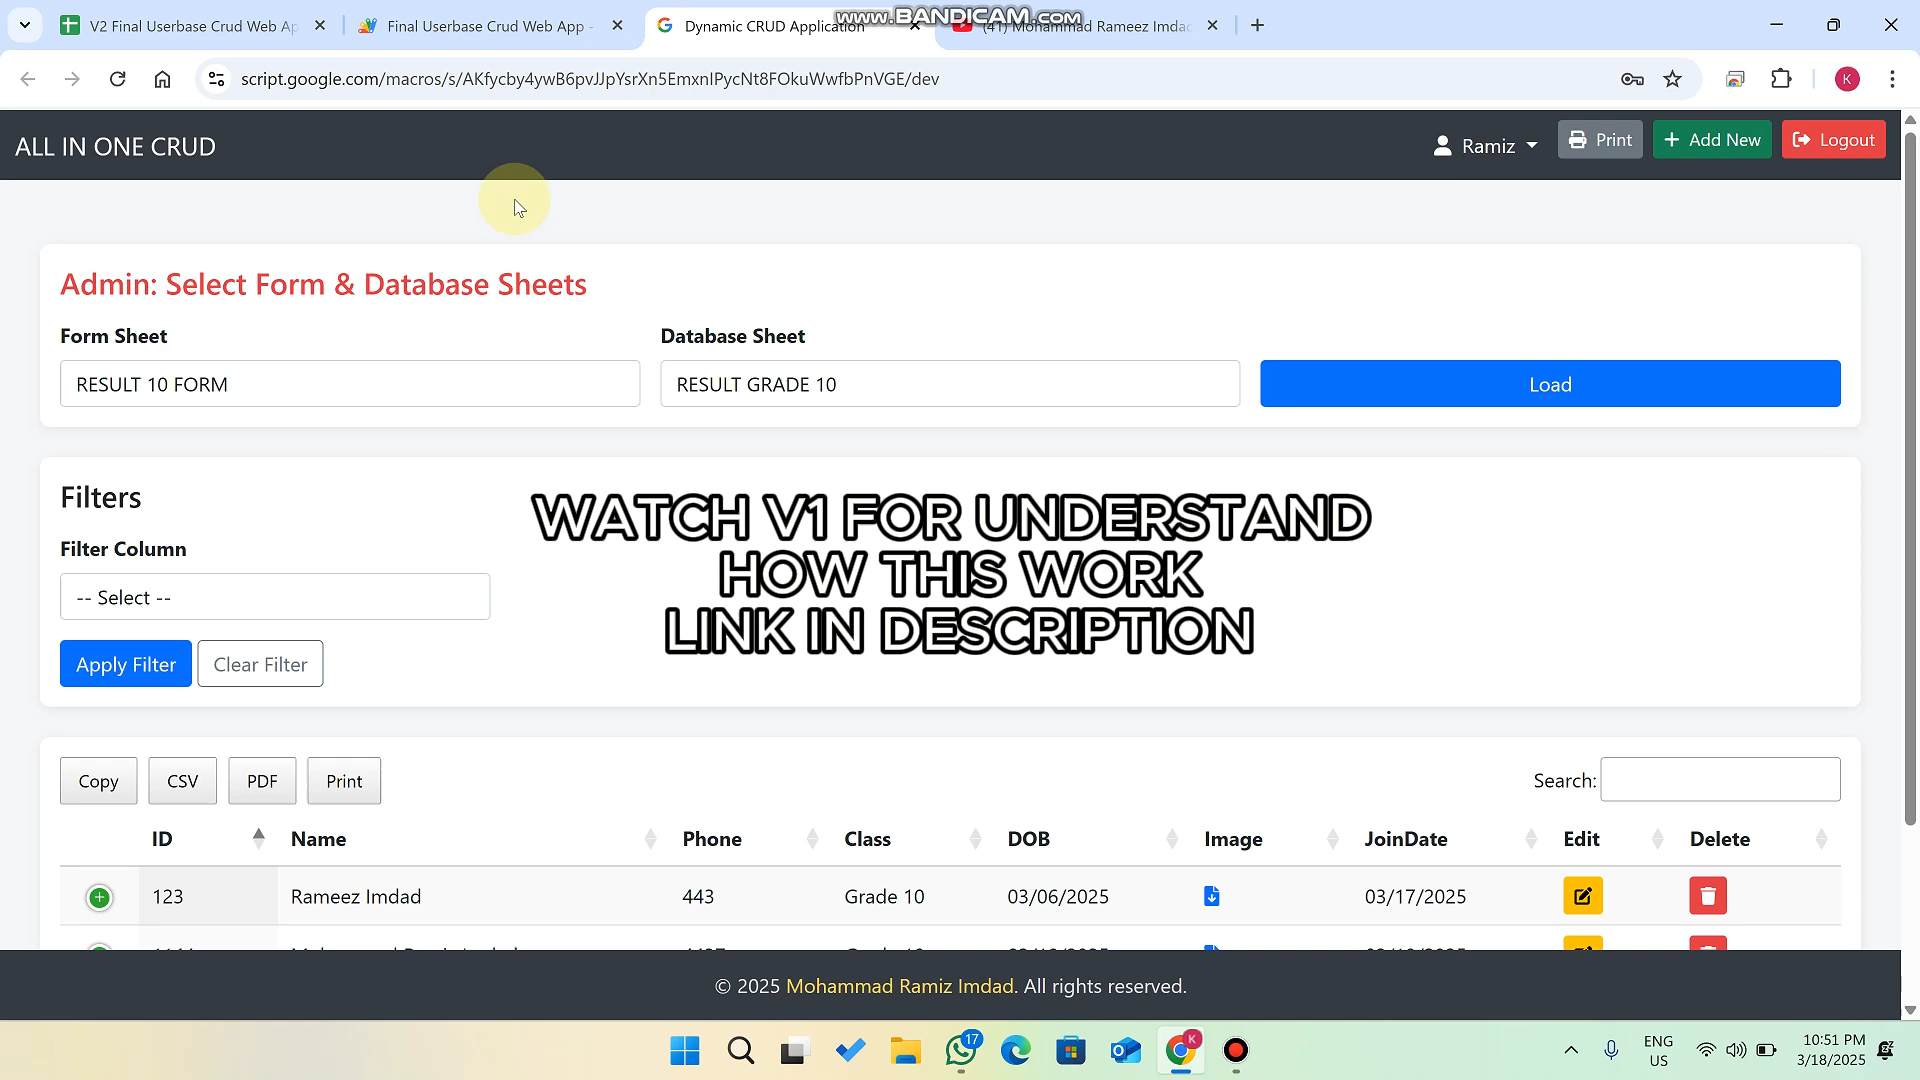 www.BANDICAM.com
V2 Final Userbase Crud Web Ap
Final Userbase Crud Web App -
Dynamic CRUD Application
(41) Mohammad Rameez Imdac
script.google.com/macros/s/AKfycby4ywB6pvJJpYsrXn5EmxnIPycNt8FOkuWwfbPnVGE/dev
K
ALL IN ONE CRUD
Ramiz
Print
Add New
Logout
Admin: Select Form & Database Sheets
Form Sheet
Database Sheet
RESULT 10 FORM
RESULT GRADE 10
Load
Filters
Filter Column
-- Select --
Apply Filter
Clear Filter
WATCH V1 FOR UNDERSTAND
HOW THIS WORK
LINK IN DESCRIPTION
Copy
CSV
PDF
Print
Search:
ID Name Phone Class DOB Image JoinDate Edit Delete
123 Rameez Imdad 443 Grade 10 03/06/2025 03/17/2025
© 2025 Mohammad Ramiz Imdad. All rights reserved.
17
K
ENG
US
10:51 PM
3/18/2025